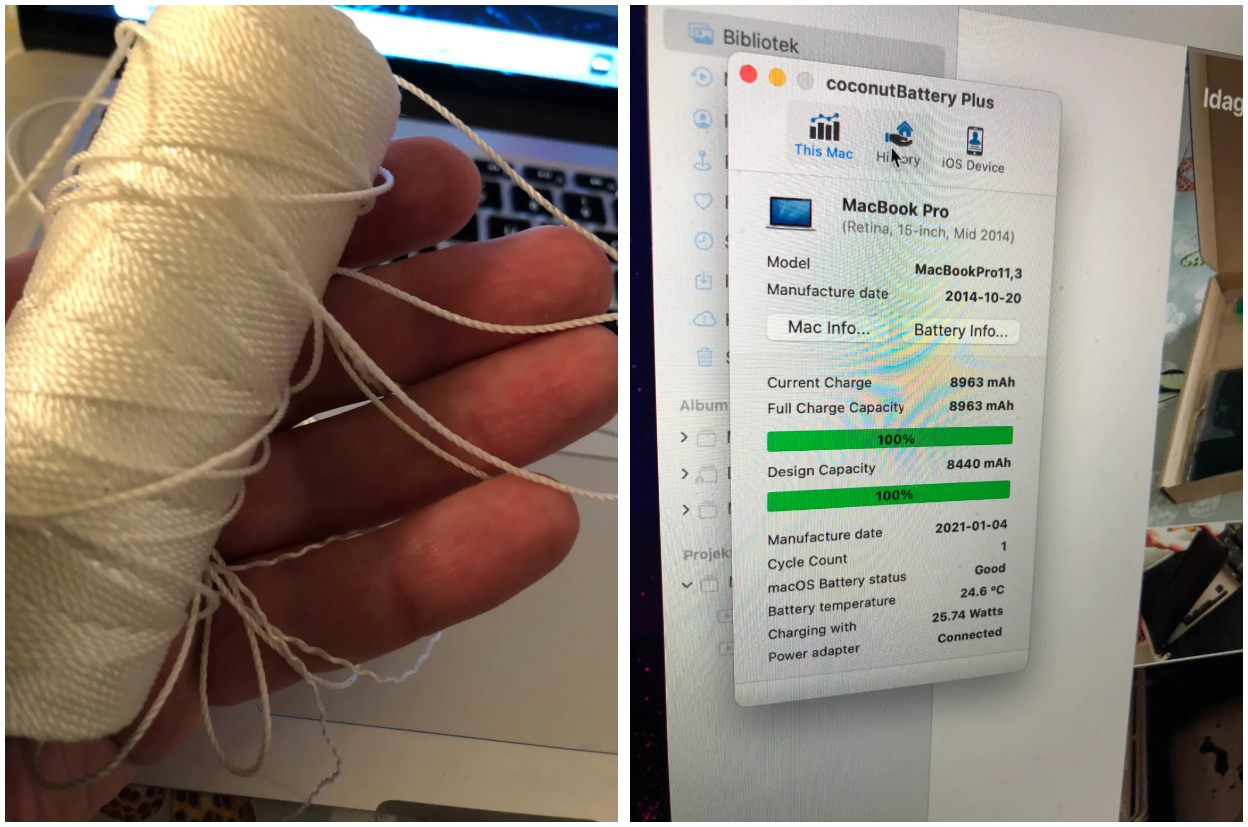 Bibliotek
coconutBattery Plus
This Mac
History
iOS Device
MacBook Pro
(Retina, 15-inch, Mid 2014)
Model MacBookPro11,3
Manufacture date 2014-10-20
Mac Info... Battery Info...
Current Charge 8963 mAh
Full Charge Capacity 8963 mAh
100%
Design Capacity 8440 mAh
100%
Manufacture date 2021-01-04
Cycle Count 1
macOS Battery status Good
Battery temperature 24.6 °C
Charging with 25.74 Watts
Power adapter Connected
Album
Projek
Idag